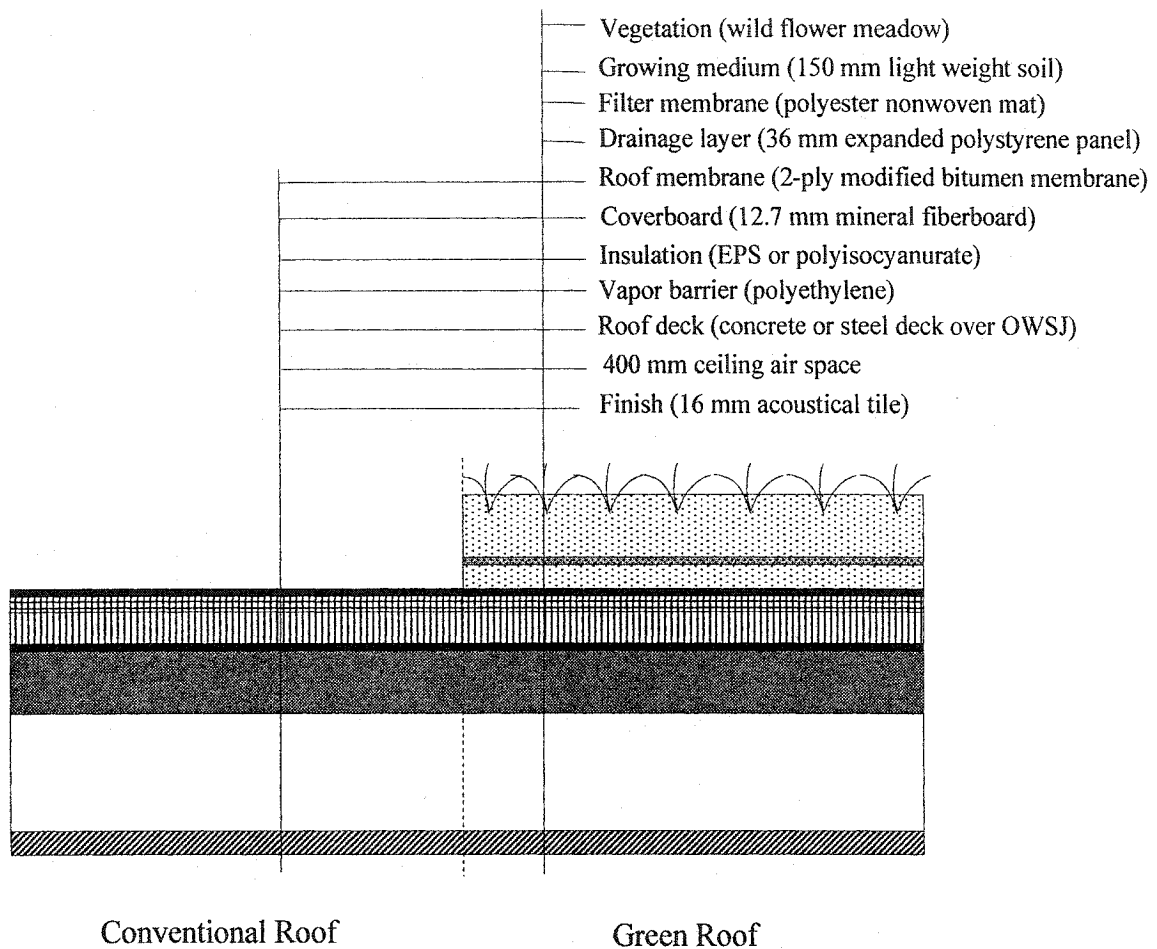 Vegetation (wild flower meadow)
Growing medium (150 mm light weight soil)
Filter membrane (polyester nonwoven mat)
Drainage layer (36 mm expanded polystyrene panel)
Roof membrane (2-ply modified bitumen membrane)
Coverboard (12.7 mm mineral fiberboard)
Insulation (EPS or polyisocyanurate)
Vapor barrier (polyethylene)
Roof deck (concrete or steel deck over OWSJ)
400 mm ceiling air space
Finish (16 mm acoustical tile)
Conventional Roof
Green Roof